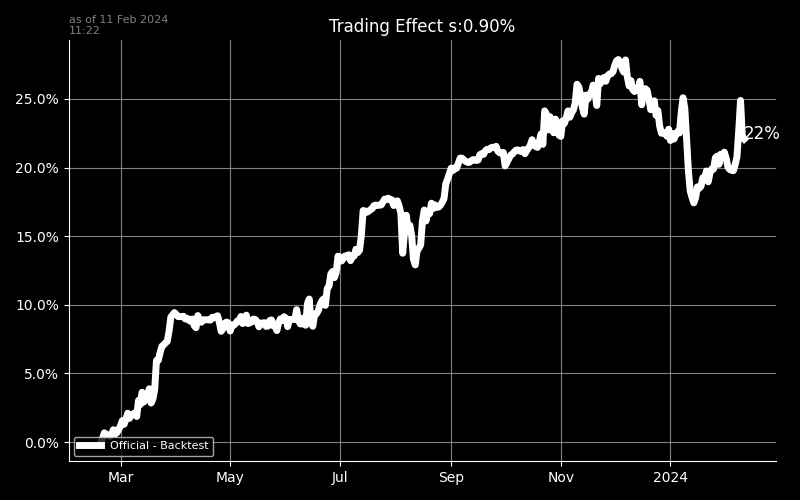 as of 11 Feb 2024
11:22
Trading Effect s:0.90%
25.0%
20.0%
15.0%
10.0%
5.0%
0.0%
22%
Official - Backtest
Mar May Jul Sep Nov 2024